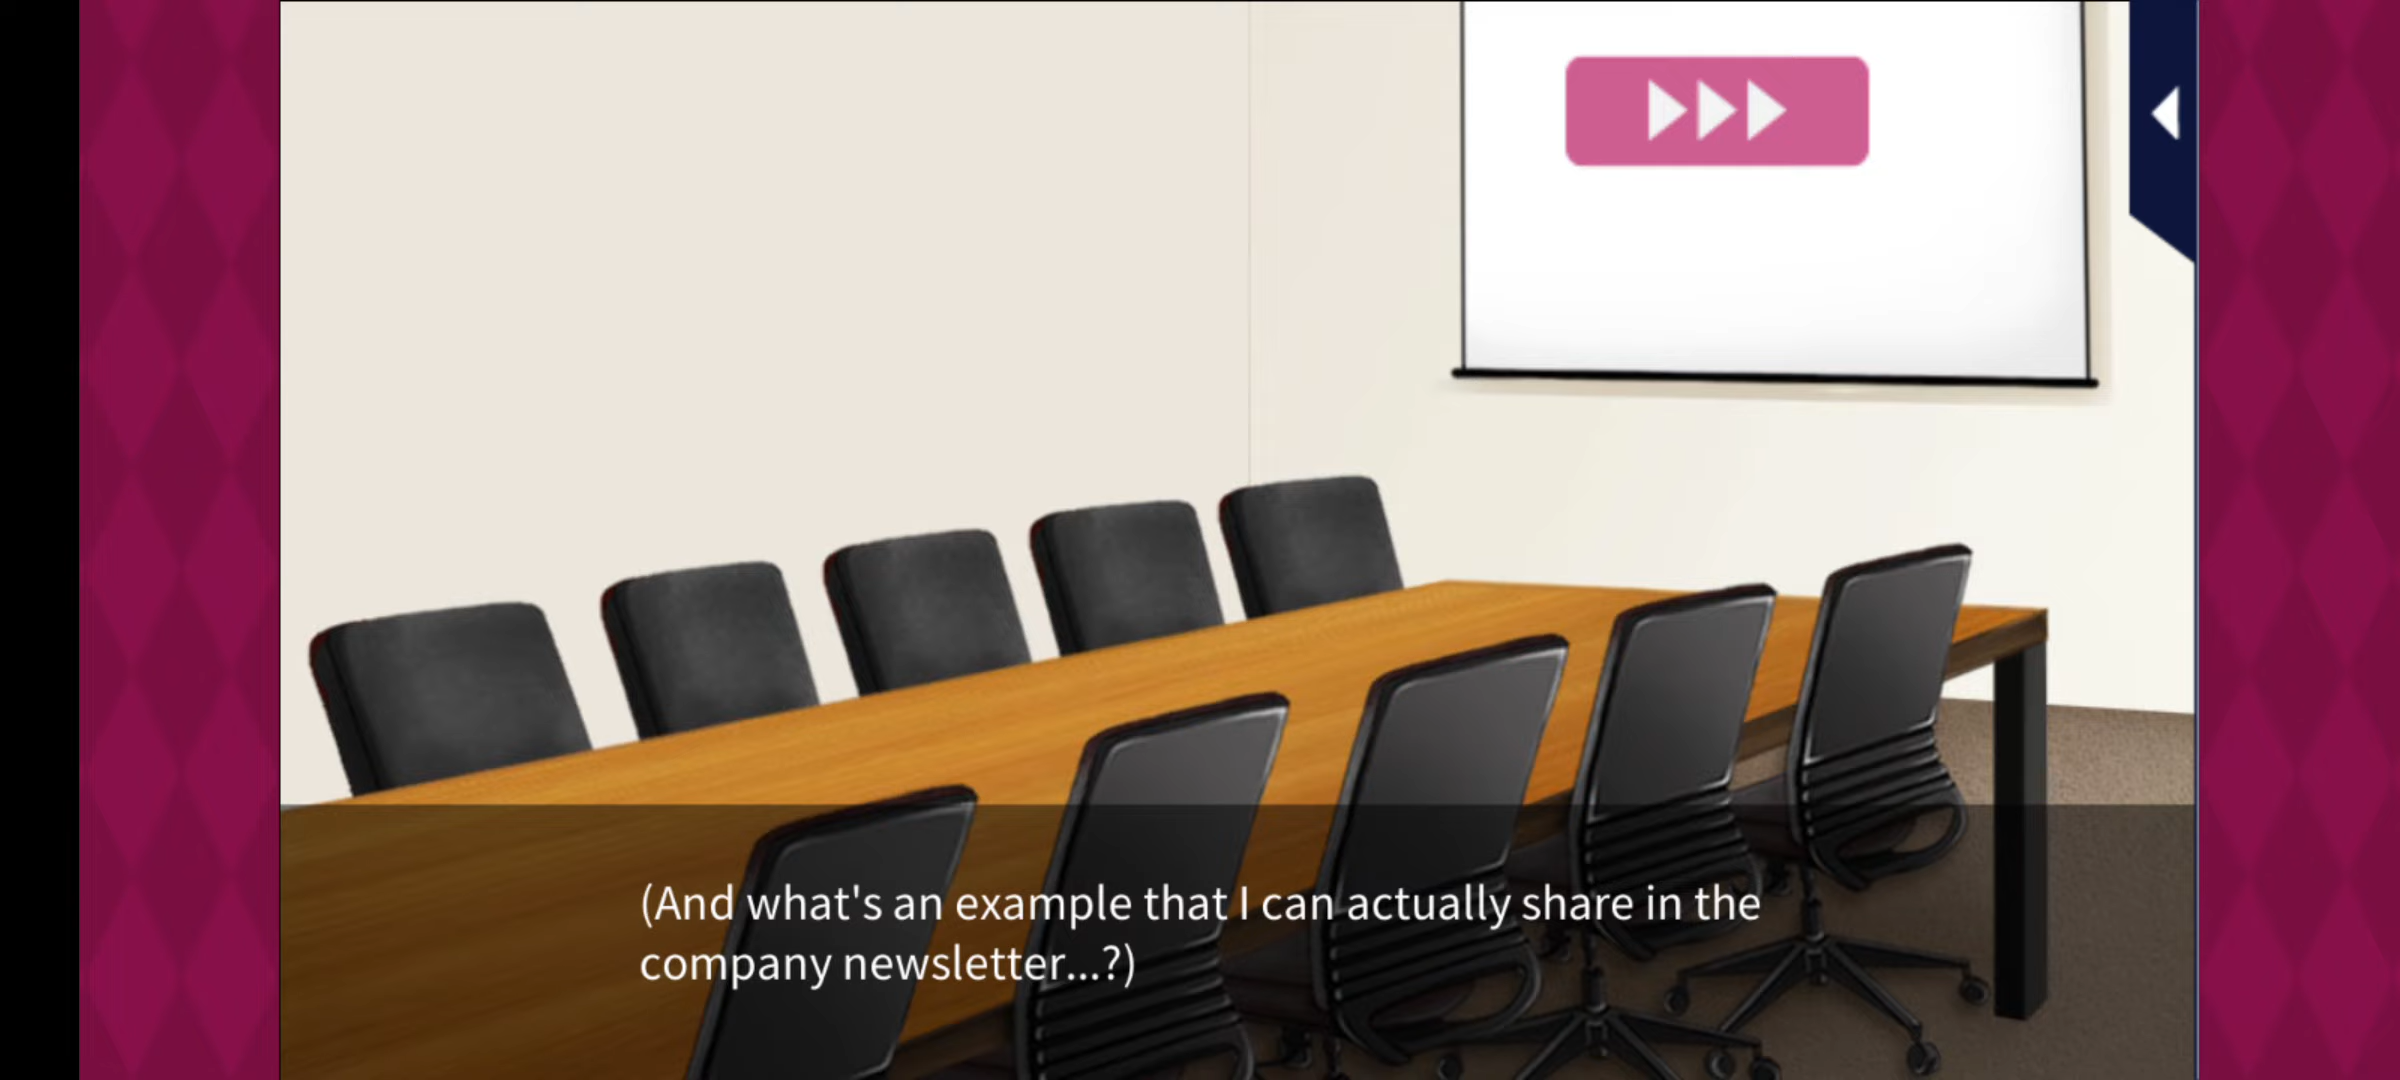 (And what's an example that I can actually share in the
company newsletter...?)